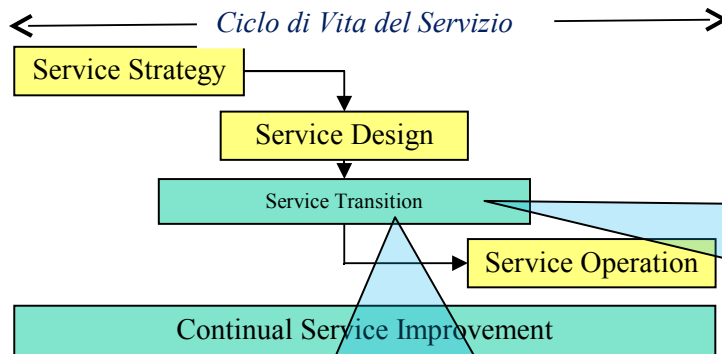 Ciclo di Vita del Servizio
Service Strategy
Service Design
Service Transition
Service Operation
Continual Service Improvement